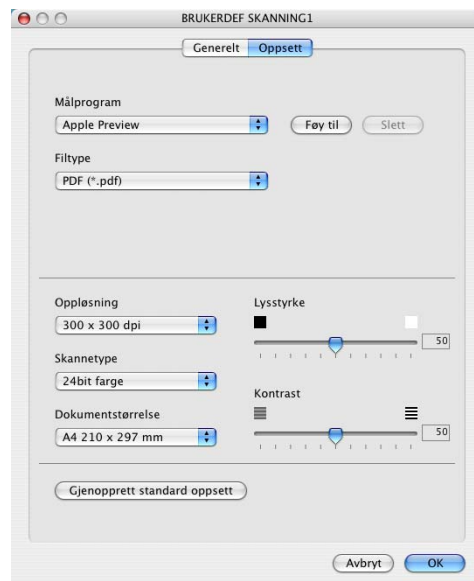 BRUKERDEF SKANNING1
Generelt Oppsett
Målprogram
Apple Preview Føy til Slett
Filtype
PDF (*.pdf)
Oppløsning Lysstyrke
300 x 300 dpi 50
Skannetype
24bit farge
Kontrast
Dokumentstørrelse
A4 210 x 297 mm 50
Gjenopprett standard oppsett
Avbryt OK